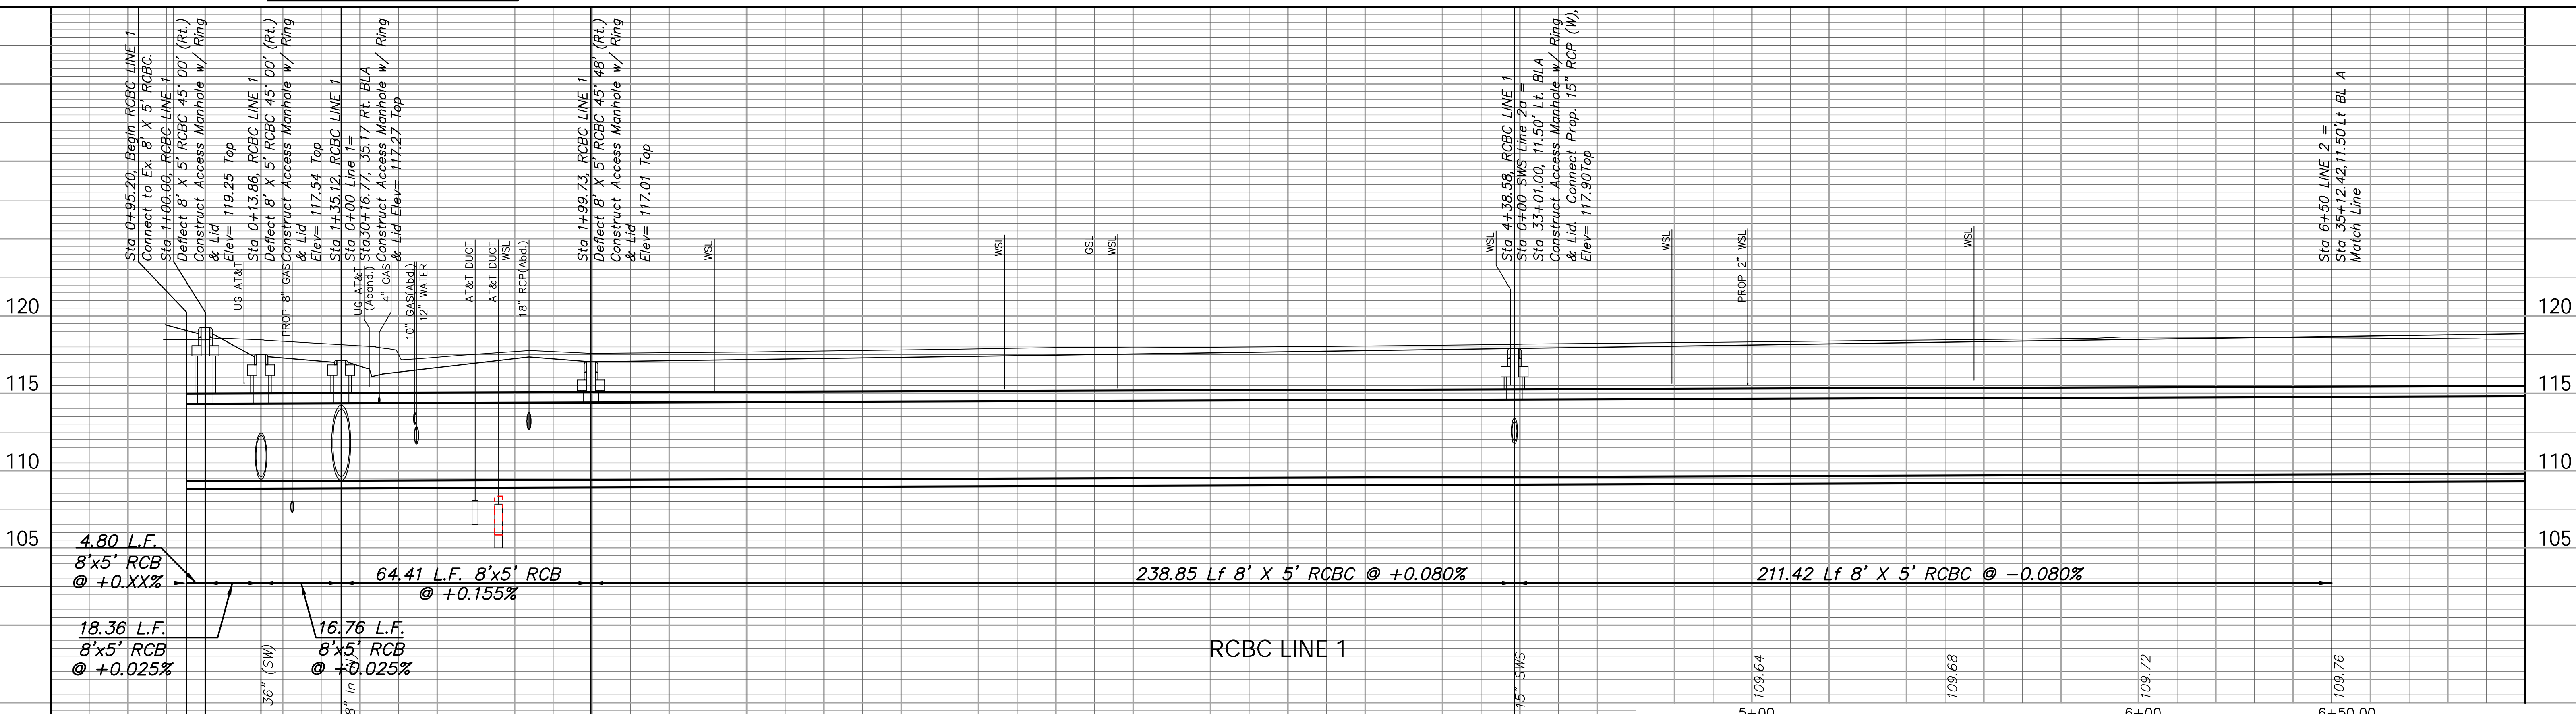 Sta 0+95.20, Begin RCBC LINE 1
Connect to Ex. 8' X 5' RCBC.
Sta 1+00.00, RCBC LINE 1
Deflect 8' X 5' RCBC 45° 00' (Rt.)
Construct Access Manhole w/ Ring
& Lid
Elev= 119.25 Top
Sta 0+13.86, RCBC LINE 1
Deflect 8' X 5' RCBC 45° 00' (Rt.)
Construct Access Manhole w/ Ring
& Lid
Elev= 117.54 Top
Sta 1+35.12, RCBC LINE 1
Sta 0+00 Line 1=
Sta30+16.77, 35.17 Rt. BLA
Construct Access Manhole w/ Ring
& Lid Elev= 117.27 Top
Sta 1+99.73, RCBC LINE 1
Deflect 8' X 5' RCBC 45° 48' (Rt.)
Construct Access Manhole w/ Ring
& Lid
Elev= 117.01 Top
Sta 4+38.58, RCBC LINE 1
Sta 0+00 SWS Line 2a =
Sta 33+01.00, 11.50' Lt. BLA
Construct Access Manhole w/ Ring
& Lid. Connect Prop. 15" RCP (W),
Elev= 117.90Top
Sta 6+50 LINE 2 =
Sta 35+12.42,11.50'Lt BL A
Match Line
UG AT&T
PROP 8" GAS
UG AT&T
(Aband.)
4" GAS
10" GAS(Abd.)
12" WATER
AT&T DUCT
AT&T DUCT
WSL
18" RCP(Abd.)
WSL
WSL
GSL
WSL
WSL
WSL
PROP 2" WSL
WSL
120
120
115
115
110
110
105
105
4.80 L.F.
8'x5' RCB
@ +0.XX%
18.36 L.F.
8'x5' RCB
@ +0.025%
16.76 L.F.
8'x5' RCB
@ +0.025%
64.41 L.F. 8'x5' RCB
@ +0.155%
238.85 Lf 8' X 5' RCBC @ +0.080%
211.42 Lf 8' X 5' RCBC @ -0.080%
RCBC LINE 1
36" (SW)
8" In
15" SWS
109.64
109.68
109.72
109.76
5+00
6+00
6+50.00